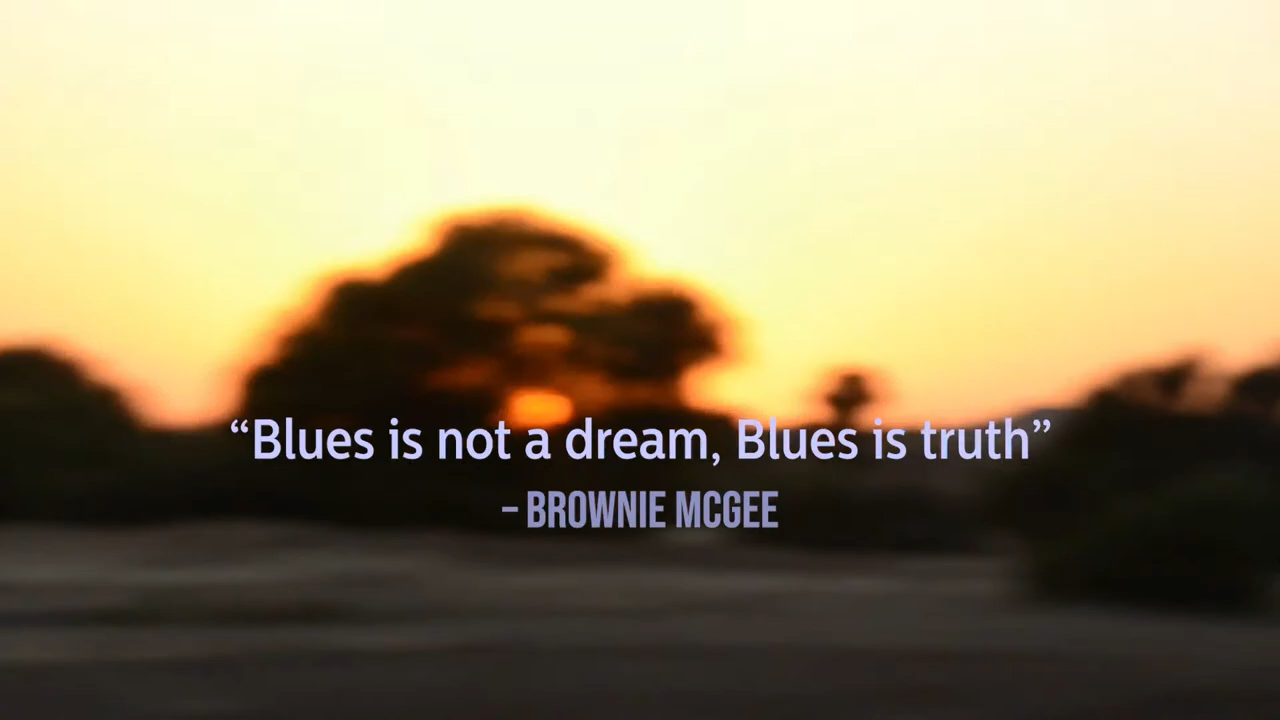 “Blues is not a dream, Blues is truth”
– BROWNIE MCGEE